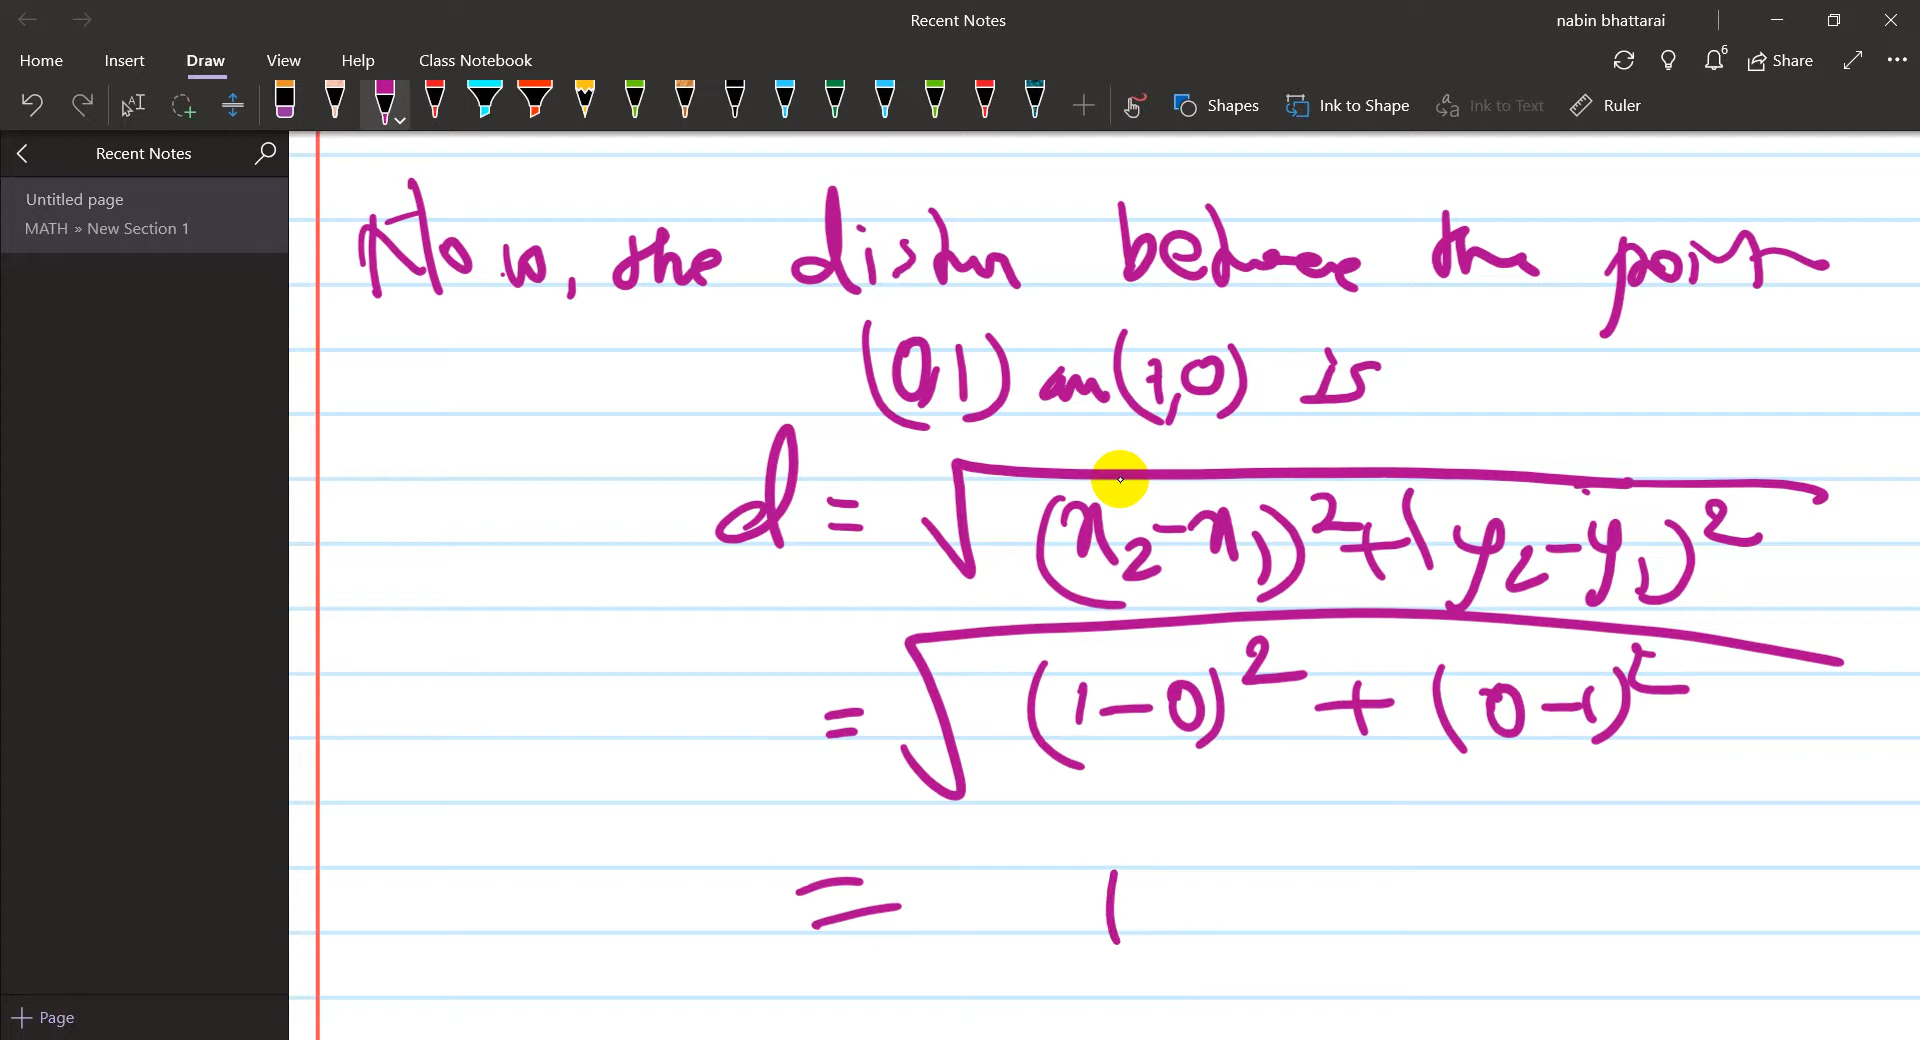 Recent Notes
nabin bhattarai
Home Insert Draw View Help Class Notebook
6
Share
Shapes Ink to Shape Ink to Text Ruler
Recent Notes
Untitled page
MATH » New Section 1
Now, the between the
(0,1) an (1,0) is
d = √(x₂-x₁)²+(y₂-y₁)²
= √(1-0)² + (0-1)²
= 1
+ Page